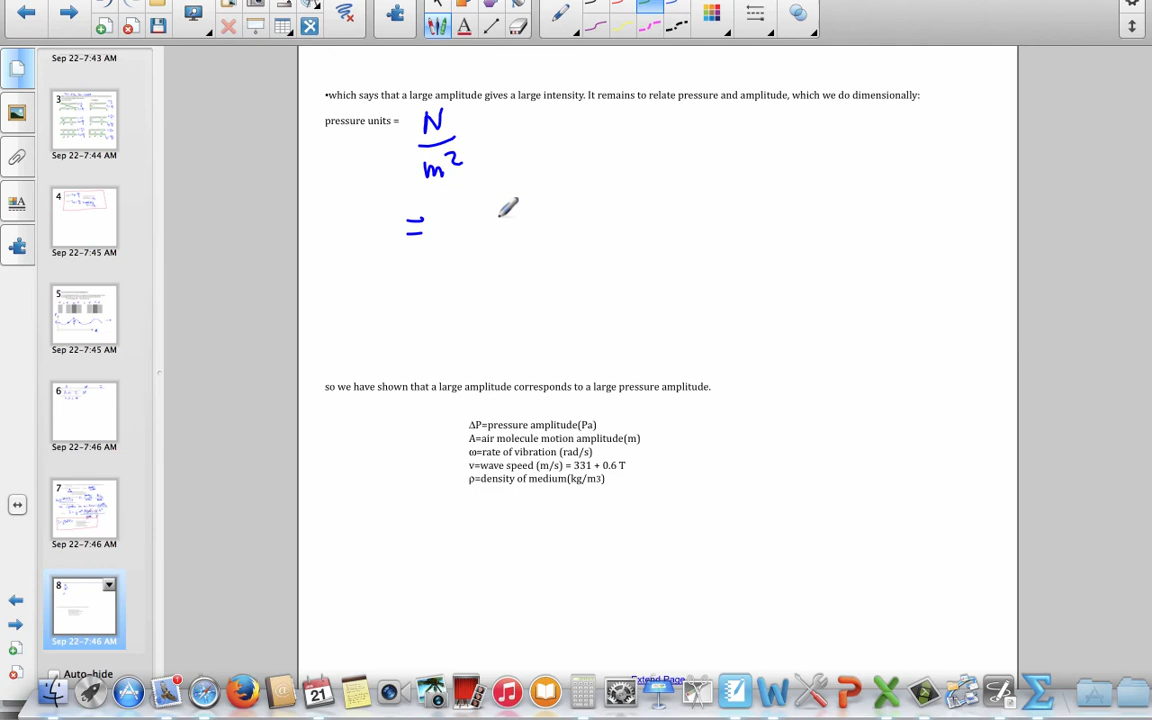 Sep 22-7:43 AM
3
Sep 22-7:44 AM
4
Sep 22-7:45 AM
5
Sep 22-7:45 AM
6
Sep 22-7:46 AM
7
Sep 22-7:46 AM
8
Sep 22-7:46 AM
Auto-hide
•which says that a large amplitude gives a large intensity. It remains to relate pressure and amplitude, which we do dimensionally:
pressure units =
N
m²
=
so we have shown that a large amplitude corresponds to a large pressure amplitude.
ΔP=pressure amplitude(Pa)
A=air molecule motion amplitude(m)
ω=rate of vibration (rad/s)
v=wave speed (m/s) = 331 + 0.6 T
ρ=density of medium(kg/m3)
Extend Page
1
21